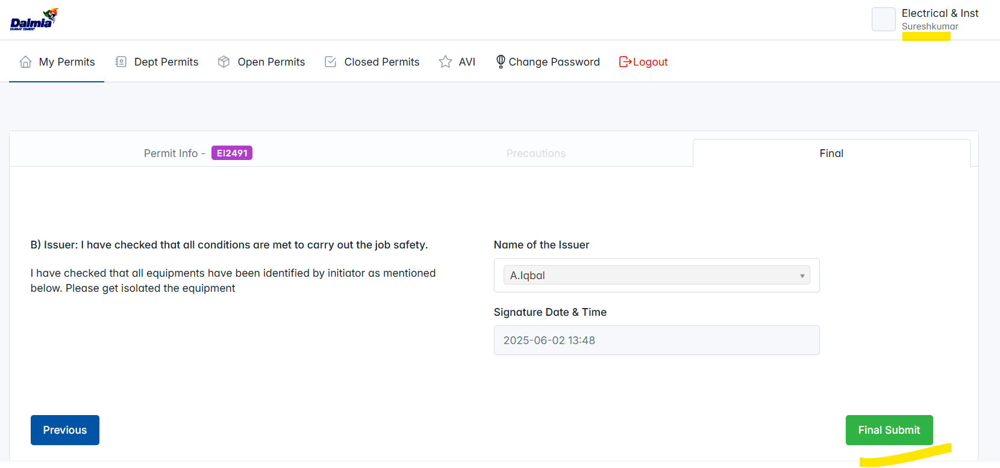 Dalmia
BHARAT CEMENT
Electrical & Inst
Sureshkumar
My Permits
Dept Permits
Open Permits
Closed Permits
AVI
Change Password
Logout
Permit Info - EI2491
Precautions
Final
B) Issuer: I have checked that all conditions are met to carry out the job safety.
I have checked that all equipments have been identified by initiator as mentioned
below. Please get isolated the equipment
Name of the Issuer
A.Iqbal
Signature Date & Time
2025-06-02 13:48
Previous
Final Submit